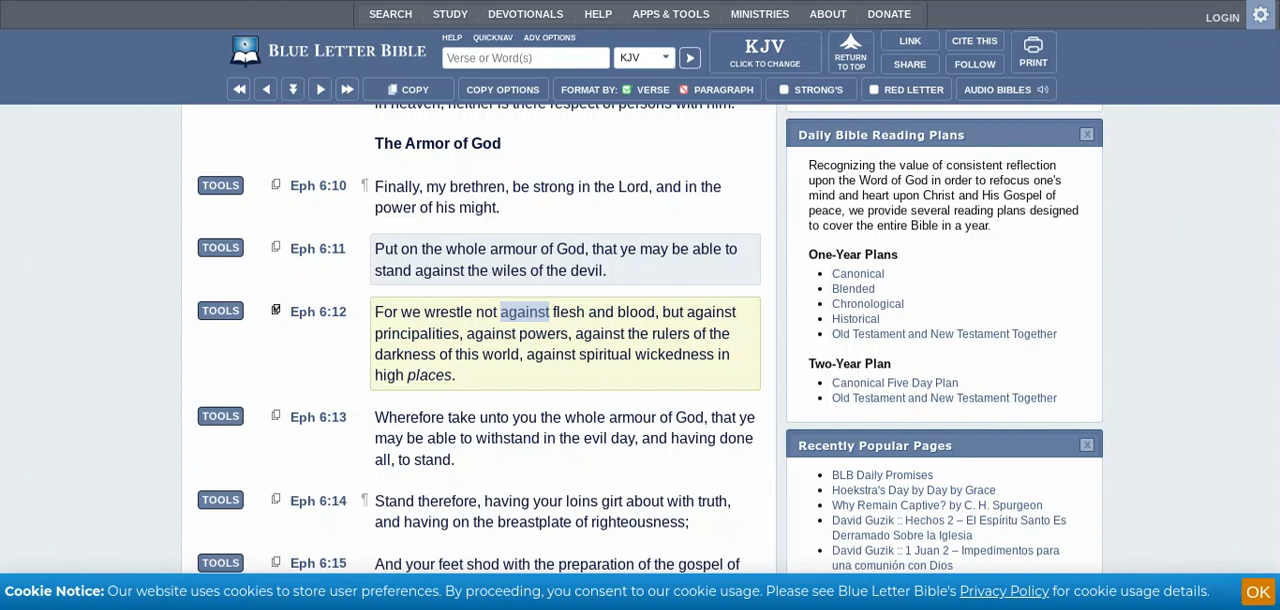 SEARCH STUDY DEVOTIONALS HELP APPS & TOOLS MINISTRIES ABOUT DONATE LOGIN
HELP QUICKNAV ADV. OPTIONS
BLUE LETTER BIBLE
Verse or Word(s) KJV
KJV
CLICK TO CHANGE
RETURN
TO TOP
LINK CITE THIS
SHARE FOLLOW
PRINT
COPY COPY OPTIONS FORMAT BY: VERSE PARAGRAPH STRONG'S RED LETTER AUDIO BIBLES
in heaven; neither is there respect of persons with him.
The Armor of God
TOOLS Eph 6:10 ¶ Finally, my brethren, be strong in the Lord, and in the
power of his might.
TOOLS Eph 6:11 Put on the whole armour of God, that ye may be able to
stand against the wiles of the devil.
TOOLS Eph 6:12 For we wrestle not against flesh and blood, but against
principalities, against powers, against the rulers of the
darkness of this world, against spiritual wickedness in
high places.
TOOLS Eph 6:13 Wherefore take unto you the whole armour of God, that ye
may be able to withstand in the evil day, and having done
all, to stand.
TOOLS Eph 6:14 ¶ Stand therefore, having your loins girt about with truth,
and having on the breastplate of righteousness;
TOOLS Eph 6:15 And your feet shod with the preparation of the gospel of
Daily Bible Reading Plans X
Recognizing the value of consistent reflection
upon the Word of God in order to refocus one's
mind and heart upon Christ and His Gospel of
peace, we provide several reading plans designed
to cover the entire Bible in a year.
One-Year Plans
Canonical
Blended
Chronological
Historical
Old Testament and New Testament Together
Two-Year Plan
Canonical Five Day Plan
Old Testament and New Testament Together
Recently Popular Pages X
BLB Daily Promises
Hoekstra's Day by Day by Grace
Why Remain Captive? by C. H. Spurgeon
David Guzik :: Hechos 2 – El Espíritu Santo Es
Derramado Sobre la Iglesia
David Guzik :: 1 Juan 2 – Impedimentos para
una comunión con Dios
Cookie Notice: Our website uses cookies to store user preferences. By proceeding, you consent to our cookie usage. Please see Blue Letter Bible's Privacy Policy for cookie usage details. OK